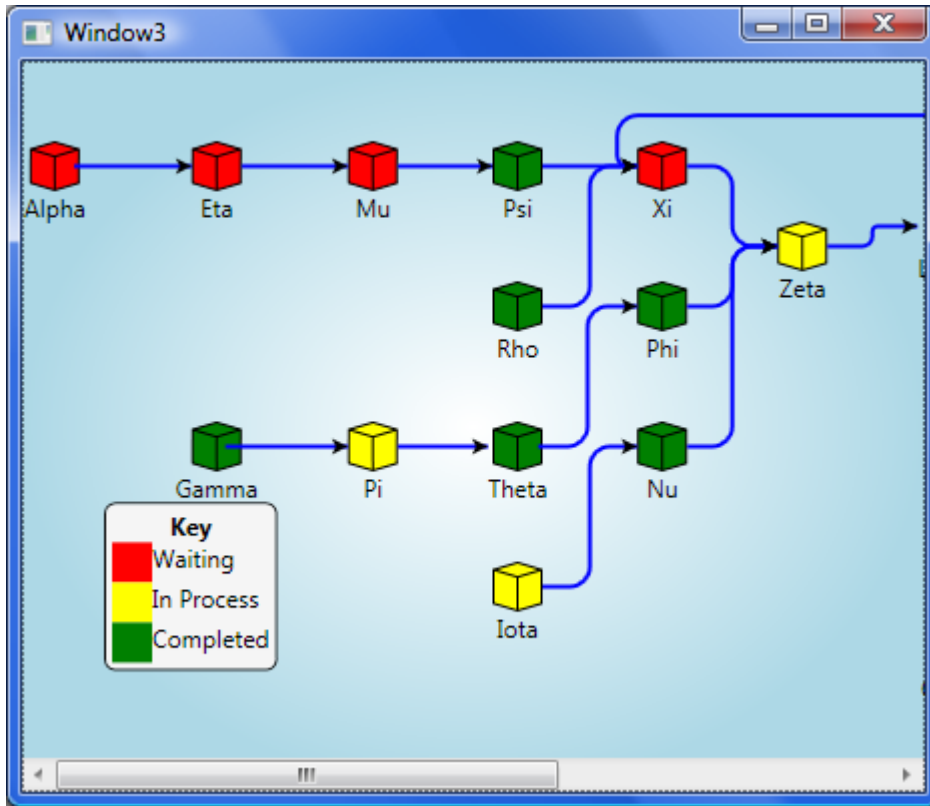 Window3
Alpha
Eta
Mu
Psi
Xi
Rho
Phi
Zeta
Gamma
Pi
Theta
Nu
Iota
Key
Waiting
In Process
Completed